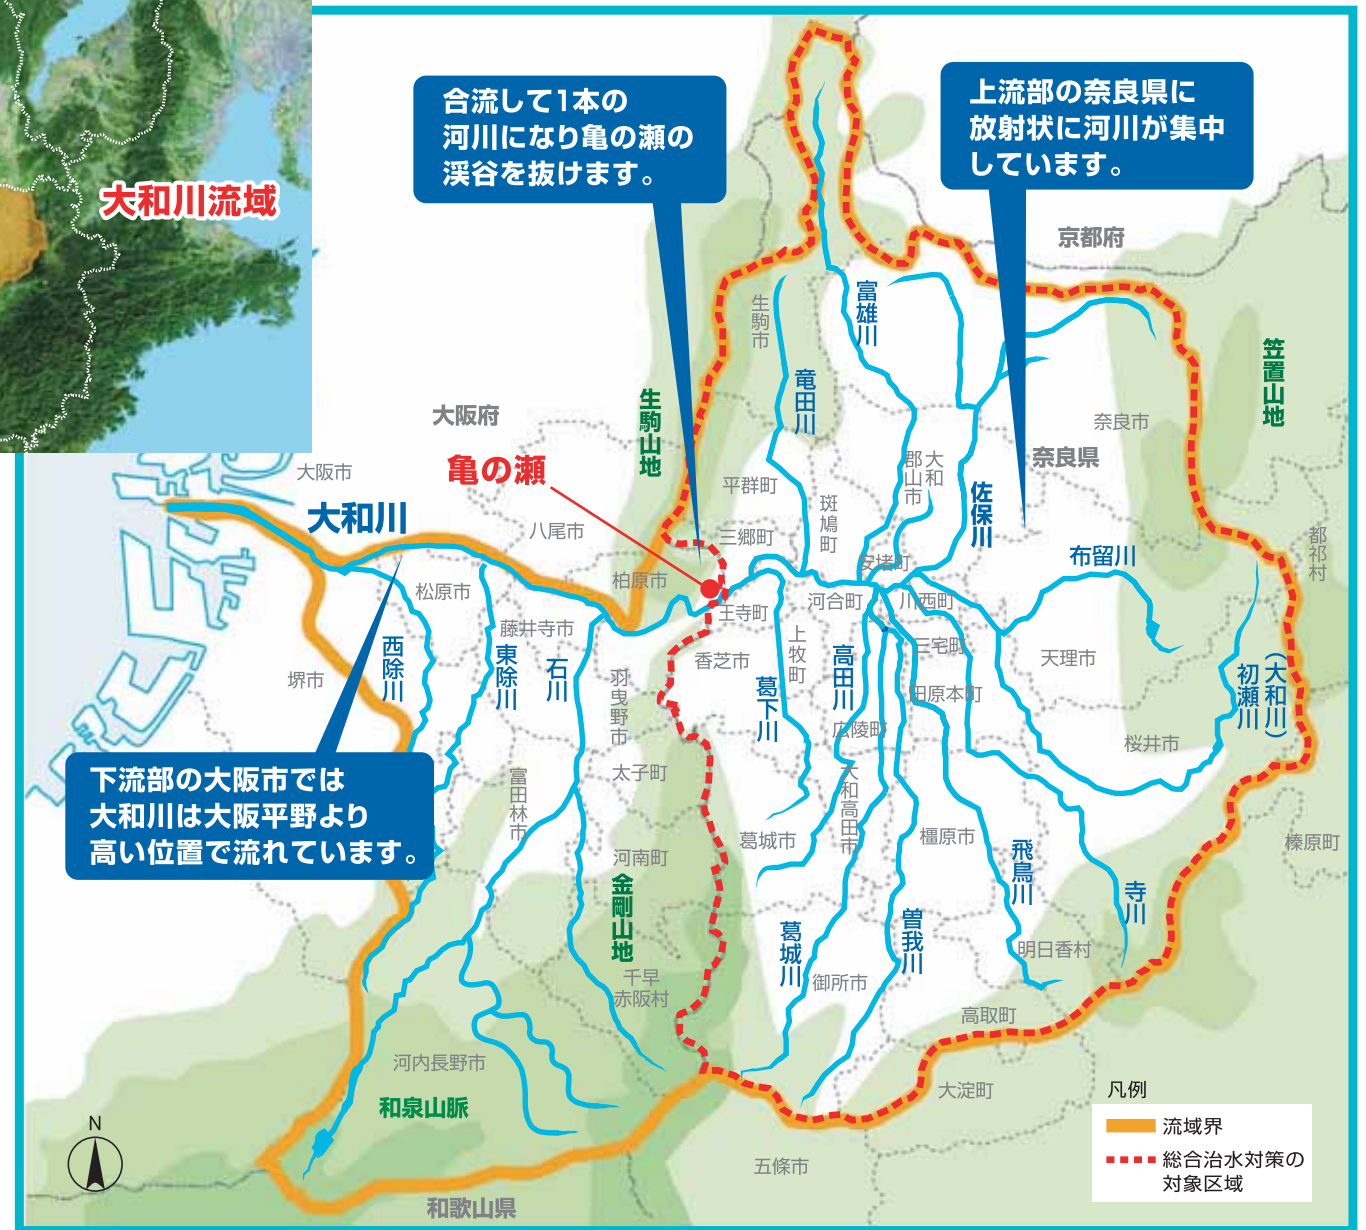 大和川流域
合流して1本の
河川になり亀の瀬の
渓谷を抜けます。
上流部の奈良県に
放射状に河川が集中
しています。
京都府
生駒市
富雄川
竜田川
笠置山地
生駒山地
大阪府
大阪市
亀の瀬
奈良市
奈良県
大和
郡山市
平群町
斑鳩町
佐保川
大和川
八尾市
三郷町
安堵町
布留川
都祁村
柏原市
松原市
王寺町
河合町
川西町
藤井寺市
西除川
東除川
石川
堺市
羽曳野市
香芝市
上牧町
葛下川
高田川
三宅町
天理市
田原本町
初瀬川
(大和川)
広陵町
桜井市
下流部の大阪市では
大和川は大阪平野より
高い位置で流れています。
富田林市
太子町
大和高田市
葛城市
橿原市
榛原町
河南町
金剛山地
飛鳥川
寺川
葛城川
曽我川
明日香村
千早
赤阪村
御所市
高取町
河内長野市
和泉山脈
大淀町
五條市
和歌山県
N
凡例
流域界
総合治水対策の
対象区域